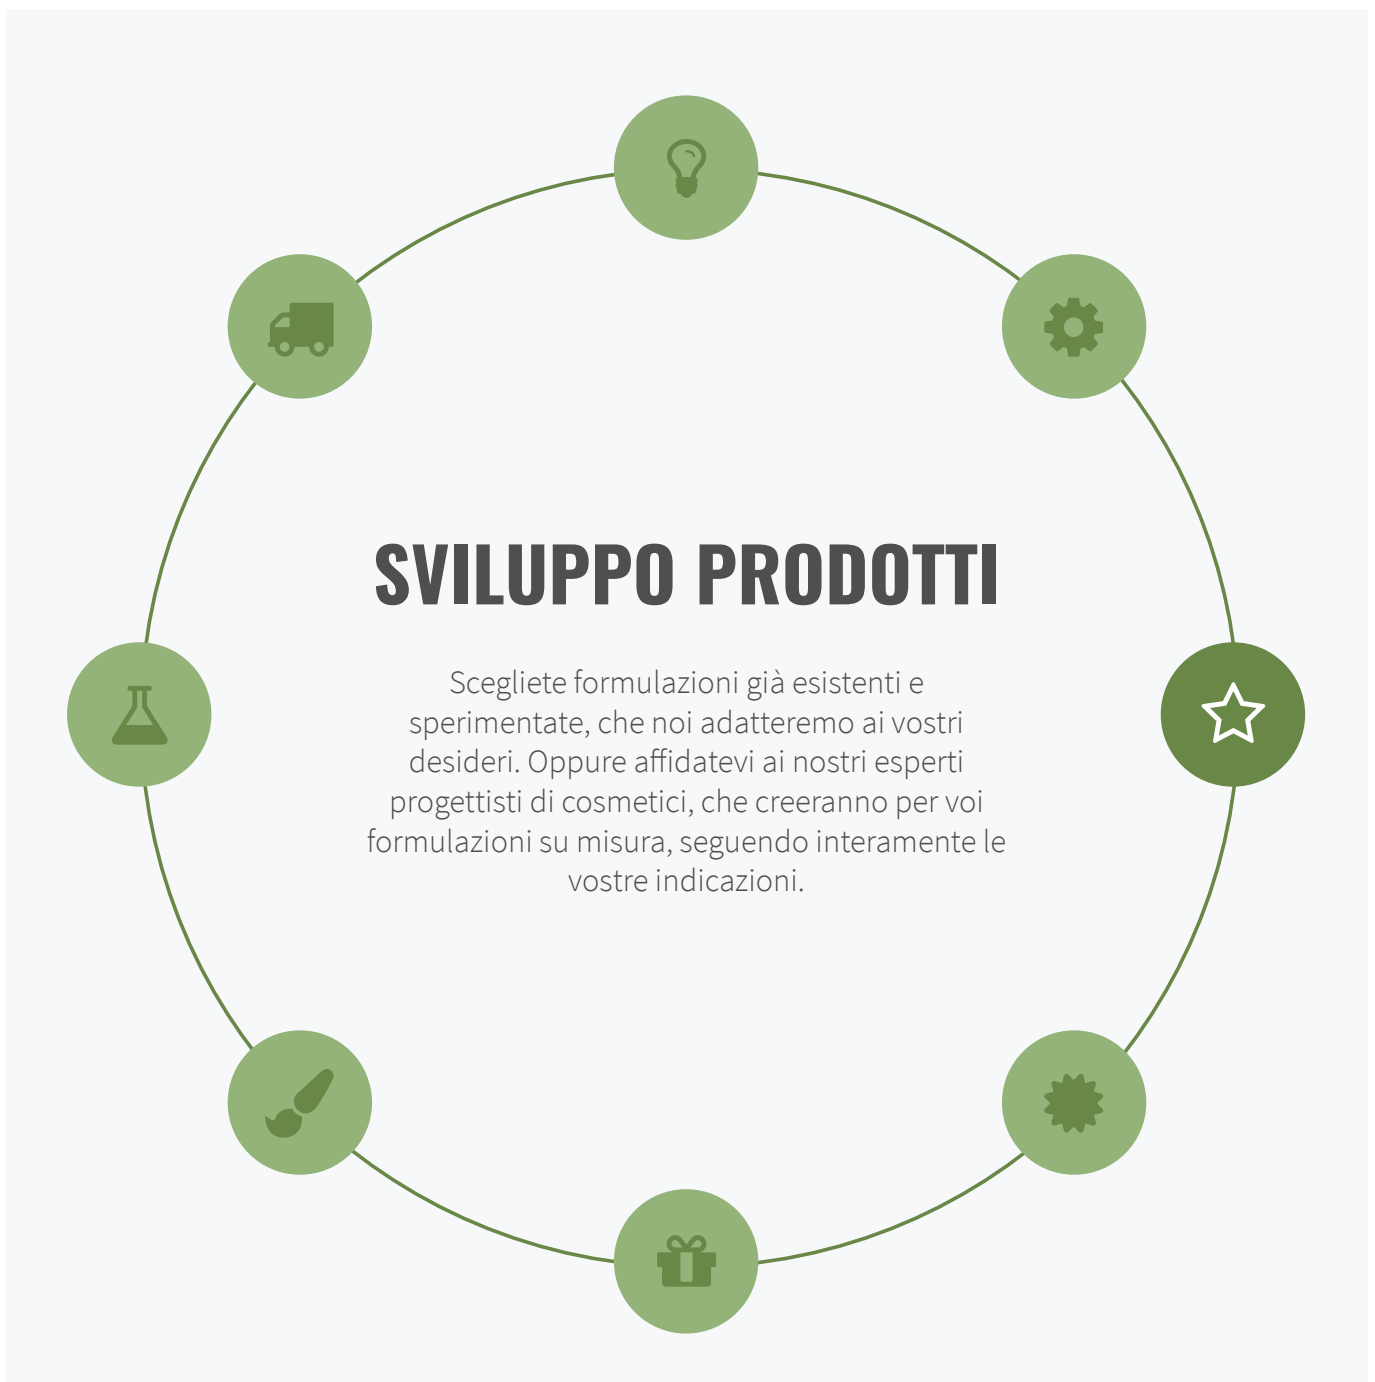 SVILUPPO PRODOTTI
Scegliete formulazioni già esistenti e
sperimentate, che noi adatteremo ai vostri
desideri. Oppure affidatevi ai nostri esperti
progettisti di cosmetici, che creeranno per voi
formulazioni su misura, seguendo interamente le
vostre indicazioni.